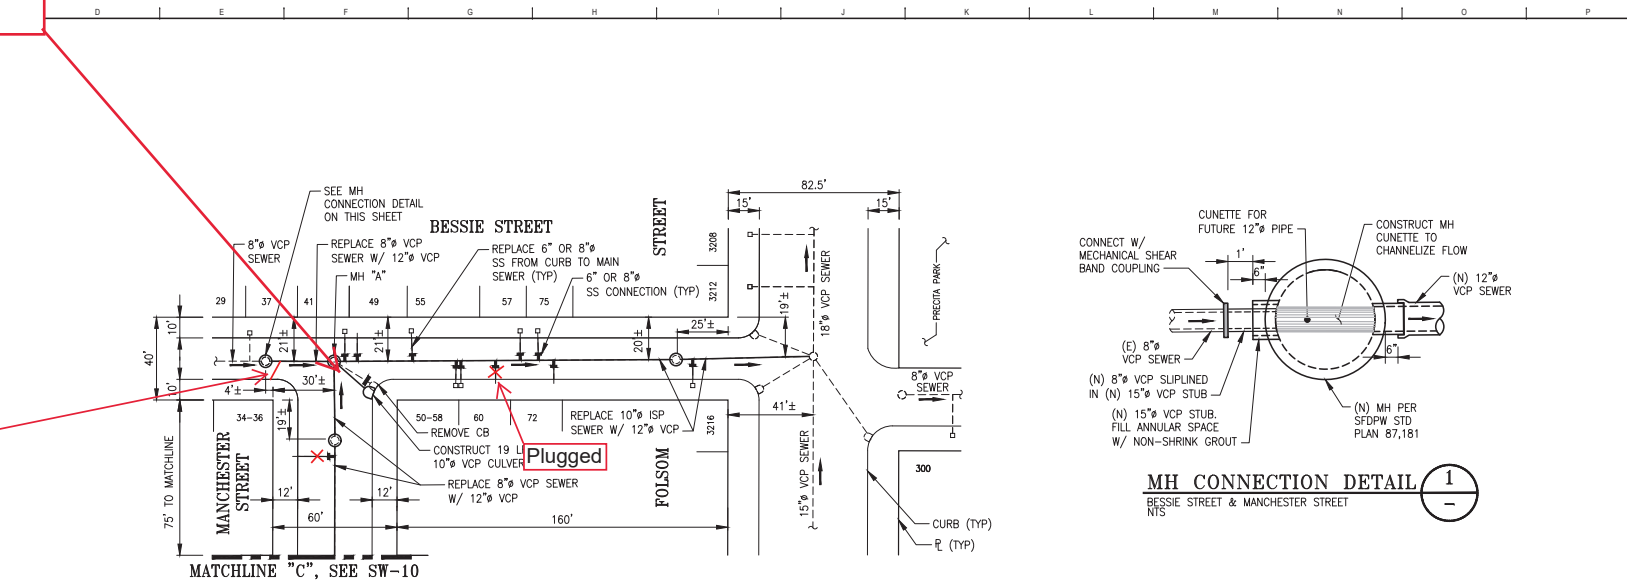 D E F G H I J K L M N O P
SEE MH
CONNECTION DETAIL
ON THIS SHEET
BESSIE STREET
8"ø VCP
SEWER
REPLACE 8"ø VCP
SEWER W/ 12"ø VCP
MH "A"
REPLACE 6" OR 8"ø
SS FROM CURB TO MAIN
SEWER (TYP)
6" OR 8"ø
SS CONNECTION (TYP)
STREET
3208
3212
82.5'
15'
15'
29 37 41 49 55 57 75
40'
10'
10'
21'±
21'±
20'±
25'±
19'±
18"ø VCP SEWER
PRECITA PARK
30'±
4'±
19'±
34-36
50-58 60 72
REMOVE CB
CONSTRUCT 19 L
10"ø VCP CULVER
Plugged
REPLACE 10"ø ISP
SEWER W/ 12"ø VCP
3216
41'±
8"ø VCP
SEWER
300
REPLACE 8"ø VCP SEWER
W/ 12"ø VCP
MANCHESTER
STREET
FOLSOM
15"ø VCP SEWER
75' TO MATCHLINE
12'
12'
60'
160'
CURB (TYP)
PL (TYP)
MATCHLINE "C", SEE SW-10
CUNETTE FOR
FUTURE 12"ø PIPE
CONSTRUCT MH
CUNETTE TO
CHANNELIZE FLOW
CONNECT W/
MECHANICAL SHEAR
BAND COUPLING
1'
6"
(N) 12"ø
VCP SEWER
(E) 8"ø
VCP SEWER
6"
(N) 8"ø VCP SLIPLINED
IN (N) 15"ø VCP STUB
(N) 15"ø VCP STUB.
FILL ANNULAR SPACE
W/ NON-SHRINK GROUT
(N) MH PER
SFDPW STD
PLAN 87,181
MH CONNECTION DETAIL
1
-
BESSIE STREET & MANCHESTER STREET
NTS